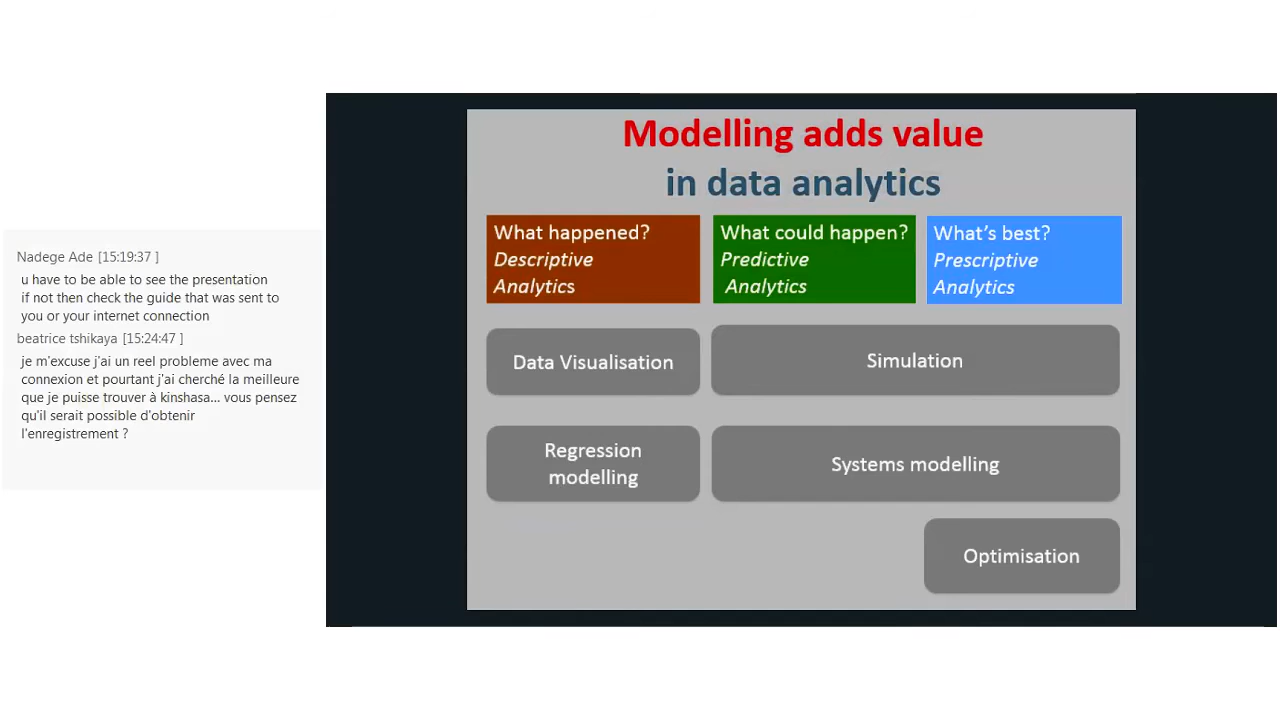 Nadege Ade [15:19:37 ]
u have to be able to see the presentation
if not then check the guide that was sent to
you or your internet connection
beatrice tshikaya [15:24:47 ]
je m'excuse j'ai un reel probleme avec ma
connexion et pourtant j'ai cherché la meilleure
que je puisse trouver à kinshasa... vous pensez
qu'il serait possible d'obtenir
l'enregistrement ?
Modelling adds value
in data analytics
What happened?
Descriptive
Analytics
What could happen?
Predictive
Analytics
What's best?
Prescriptive
Analytics
Data Visualisation
Simulation
Regression
modelling
Systems modelling
Optimisation